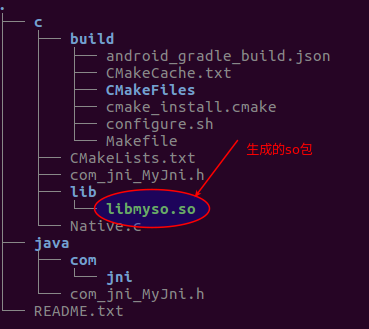 .
c
build
android_gradle_build.json
CMakeCache.txt
CMakeFiles
cmake_install.cmake
configure.sh
Makefile
生成的so包
CMakeLists.txt
com_jni_MyJni.h
lib
libmyso.so
Native.c
java
com
jni
com_jni_MyJni.h
README.txt